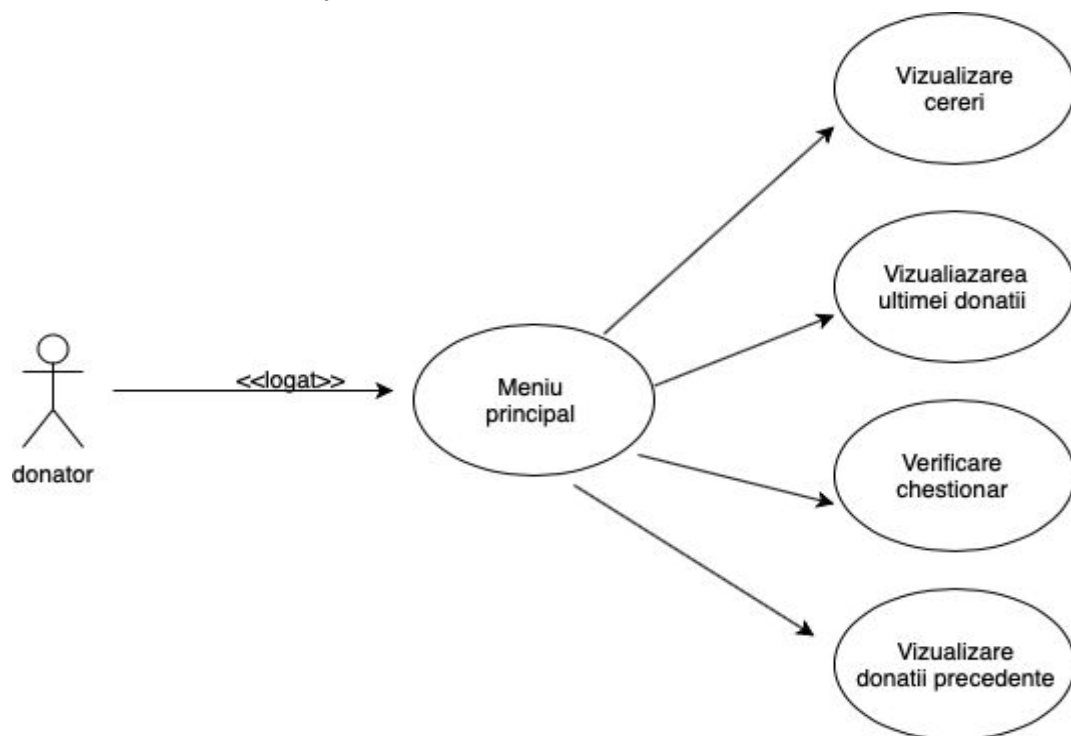 Vizualizare
cereri
Vizualiazarea
ultimei donatii
<<logat>>
Meniu
principal
donator
Verificare
chestionar
Vizualizare
donatii precedente